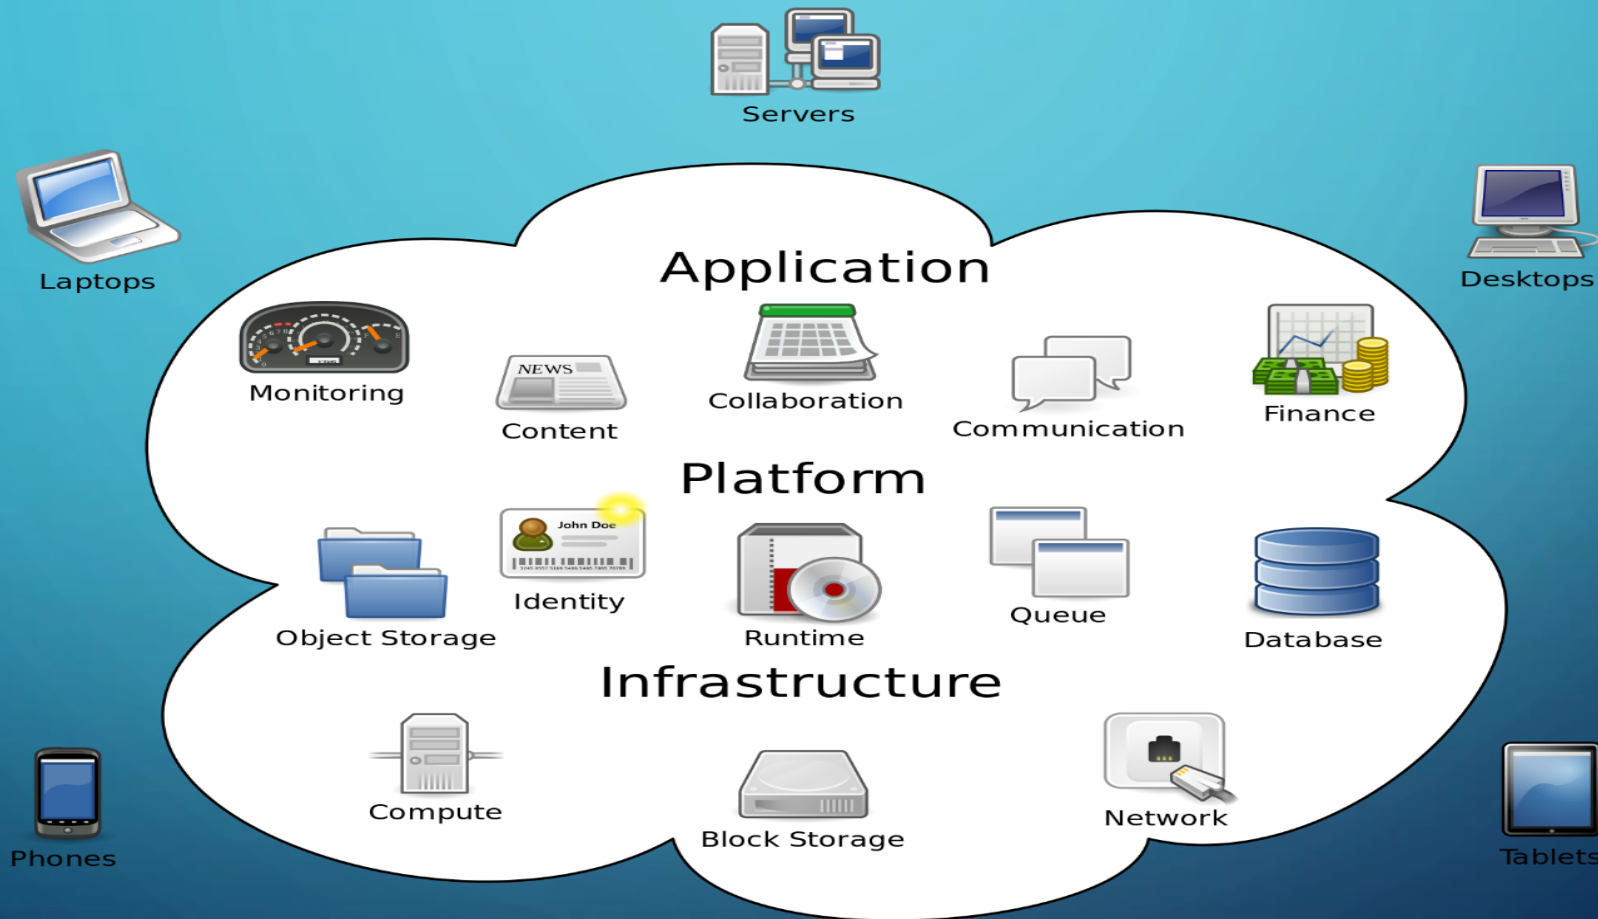 Servers
Laptops
Desktops
Application
Monitoring
NEWS
Content
Collaboration
Communication
Finance
Platform
Object Storage
John Doe
Identity
Runtime
Queue
Database
Infrastructure
Compute
Block Storage
Network
Phones
Tablets